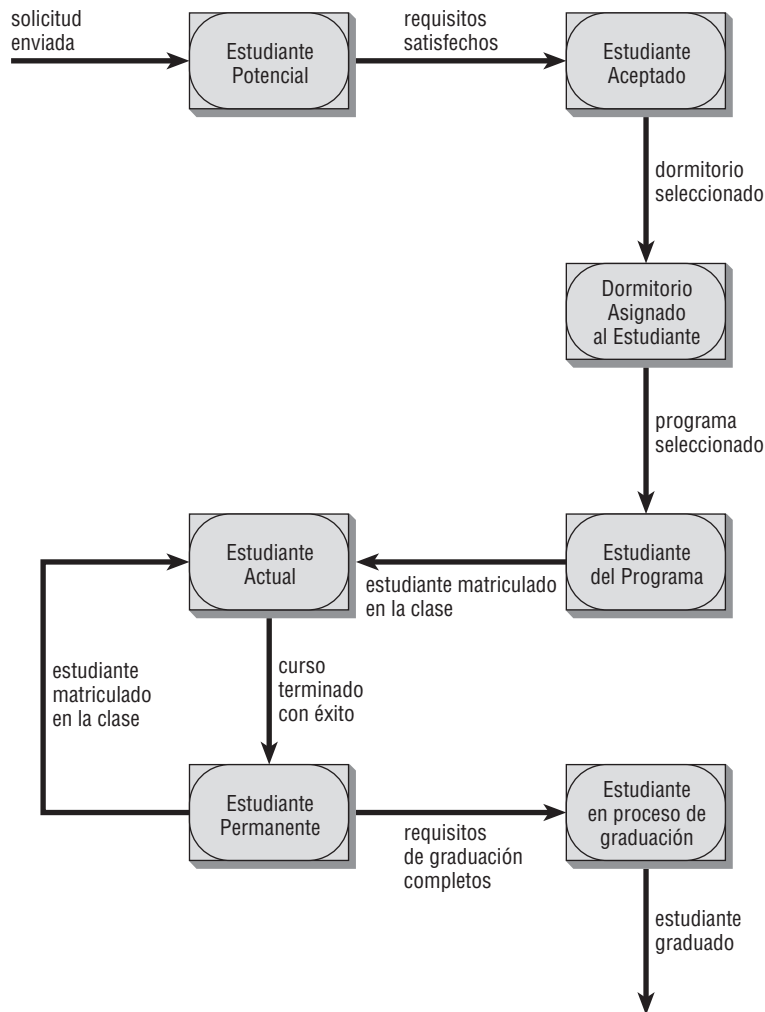 solicitud
enviada
Estudiante
Potencial
requisitos
satisfechos
Estudiante
Aceptado
dormitorio
seleccionado
Dormitorio
Asignado
al Estudiante
programa
seleccionado
Estudiante
del Programa
estudiante matriculado
en la clase
Estudiante
Actual
estudiante
matriculado
en la clase
curso
terminado
con éxito
Estudiante
Permanente
requisitos
de graduación
completos
Estudiante
en proceso de
graduación
estudiante
graduado